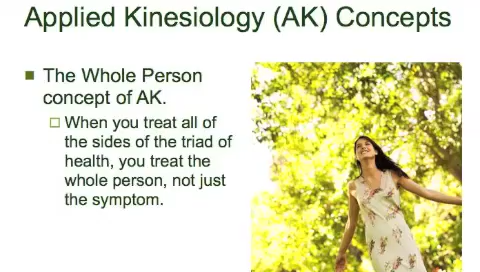 Applied Kinesiology (AK) Concepts
The Whole Person
concept of AK.
When you treat all of
the sides of the triad of
health, you treat the
whole person, not just
the symptom.